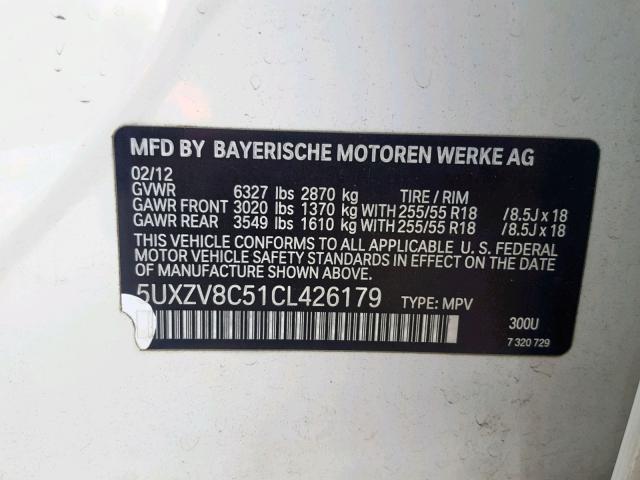 MFD BY BAYERISCHE MOTOREN WERKE AG
02/12
GVWR 6327 lbs 2870 kg TIRE / RIM
GAWR FRONT 3020 lbs 1370 kg WITH 255/55 R18 /8.5J x 18
GAWR REAR 3549 lbs 1610 kg WITH 255/55 R18 /8.5J x 18
THIS VEHICLE CONFORMS TO ALL APPLICABLE U. S. FEDERAL
MOTOR VEHICLE SAFETY STANDARDS IN EFFECT ON THE
DATE OF MANUFACTURE SHOWN ABOVE.
5UXZV8C51CL426179 TYPE: MPV
300U
7 320 729